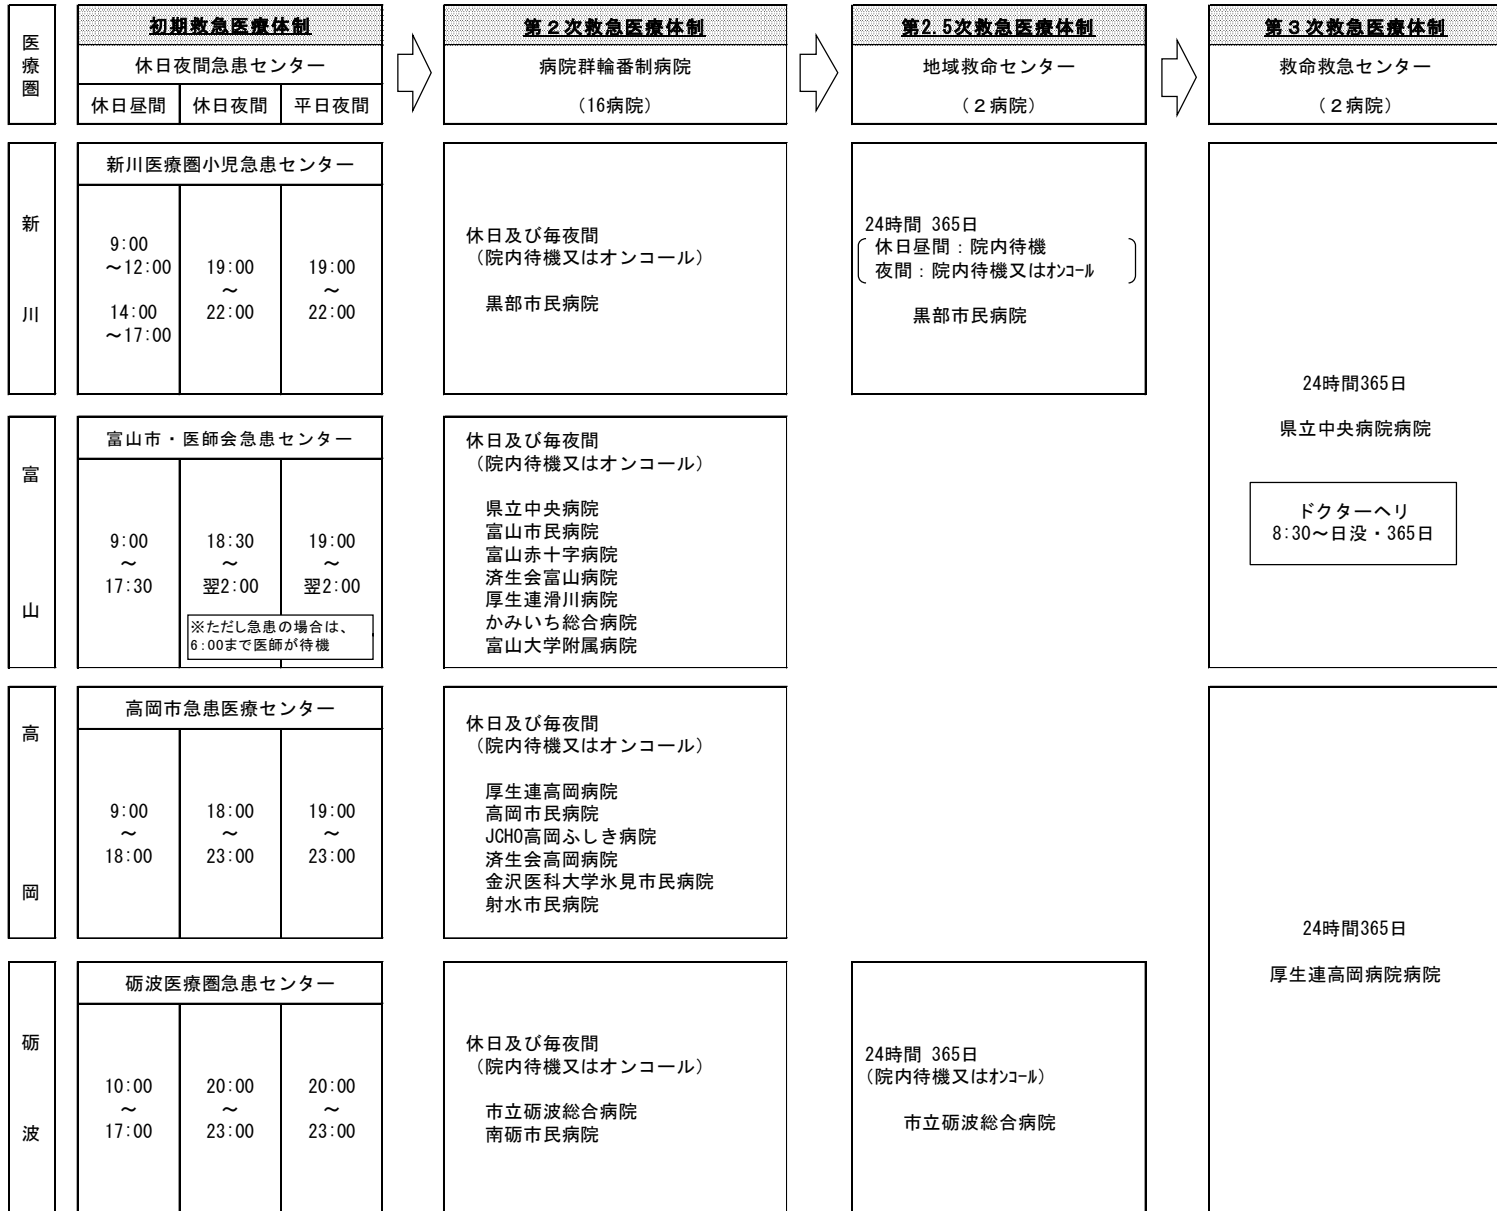 医療圏
初期救急医療体制
休日夜間急患センター
休日昼間
休日夜間
平日夜間
第２次救急医療体制
病院群輪番制病院
（16病院）
第2.5次救急医療体制
地域救命センター
（２病院）
第３次救急医療体制
救命救急センター
（２病院）
新川
新川医療圏小児急患センター
9:00
～12:00
14:00
～17:00
19:00
～
22:00
19:00
～
22:00
休日及び毎夜間
（院内待機又はオンコール）
黒部市民病院
24時間 365日
休日昼間：院内待機
夜間：院内待機又はｵﾝｺｰﾙ
黒部市民病院
24時間365日
県立中央病院病院
ドクターヘリ
8:30～日没・365日
富山
富山市・医師会急患センター
9:00
～
17:30
18:30
～
翌2:00
19:00
～
翌2:00
※ただし急患の場合は、
6:00まで医師が待機
休日及び毎夜間
（院内待機又はオンコール）
県立中央病院
富山市民病院
富山赤十字病院
済生会富山病院
厚生連滑川病院
かみいち総合病院
富山大学附属病院
高岡
高岡市急患医療センター
9:00
～
18:00
18:00
～
23:00
19:00
～
23:00
休日及び毎夜間
（院内待機又はオンコール）
厚生連高岡病院
高岡市民病院
JCHO高岡ふしき病院
済生会高岡病院
金沢医科大学氷見市民病院
射水市民病院
24時間365日
厚生連高岡病院病院
砺波
砺波医療圏急患センター
10:00
～
17:00
20:00
～
23:00
20:00
～
23:00
休日及び毎夜間
（院内待機又はオンコール）
市立砺波総合病院
南砺市民病院
24時間 365日
（院内待機又はｵﾝｺｰﾙ）
市立砺波総合病院